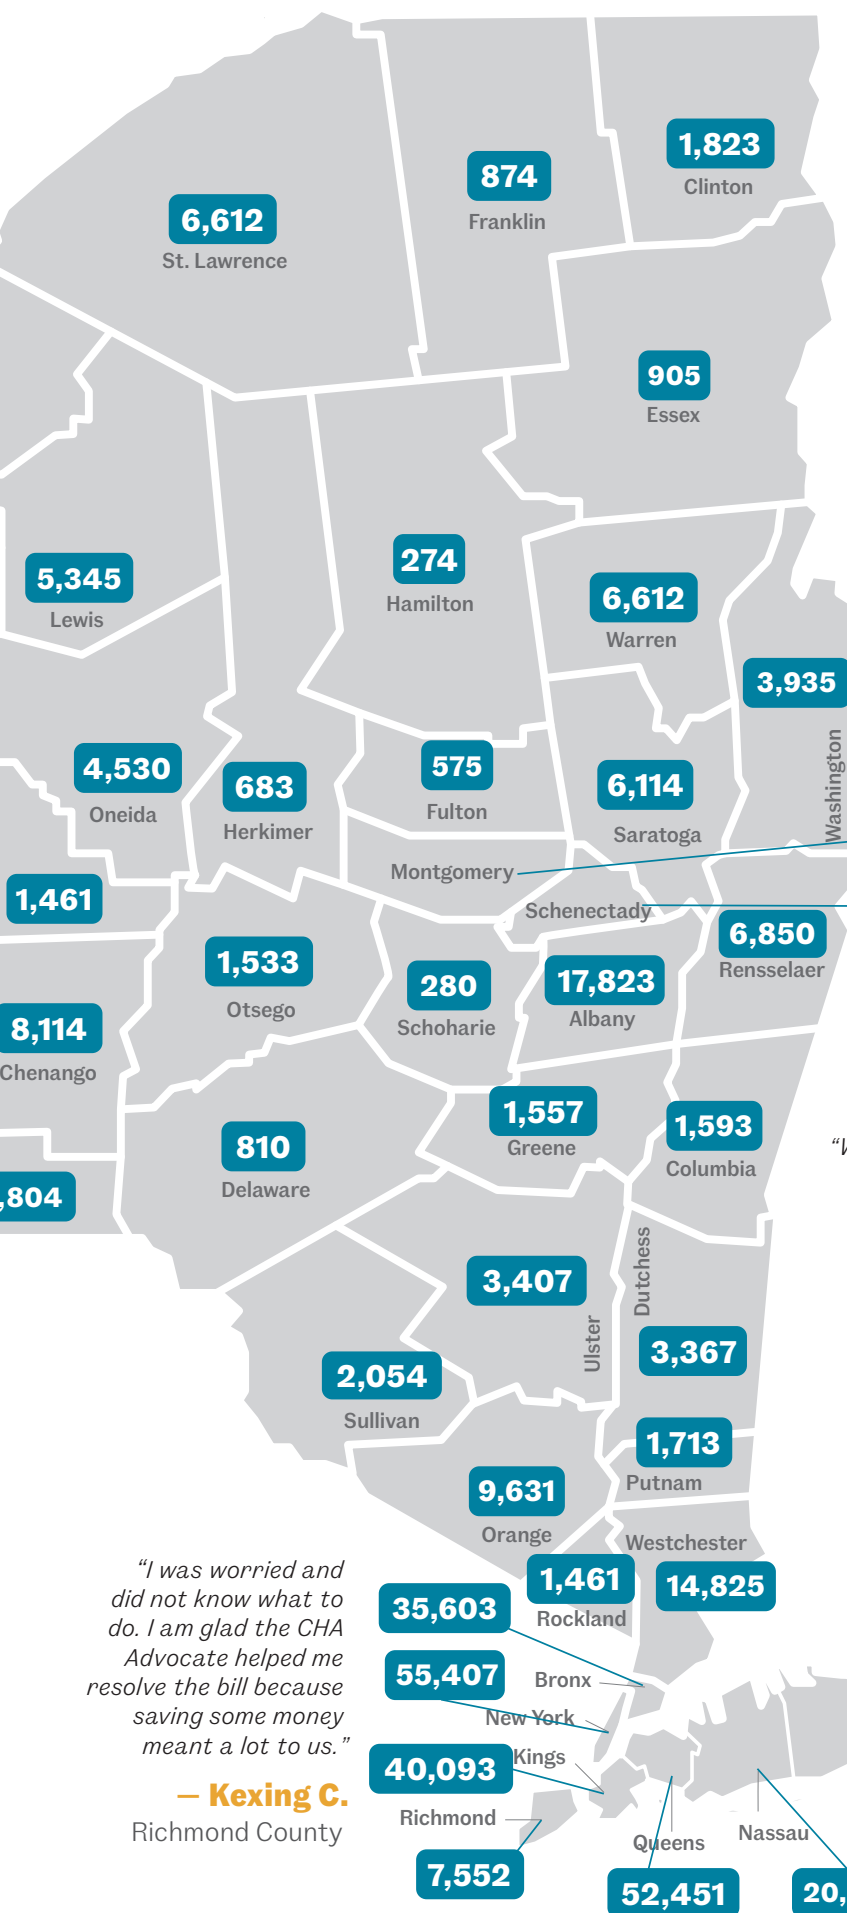 1,823
Clinton
874
Franklin
6,612
St. Lawrence
905
Essex
274
Hamilton
5,345
Lewis
6,612
Warren
3,935
Washington
4,530
Oneida
683
Herkimer
575
Fulton
6,114
Saratoga
Montgomery
1,461
Schenectady
6,850
Rensselaer
1,533
Otsego
280
Schoharie
17,823
Albany
8,114
Chenango
1,557
Greene
1,593
Columbia
810
Delaware
,804
Dutchess
3,407
Ulster
3,367
2,054
Sullivan
1,713
Putnam
9,631
Orange
Westchester
14,825
1,461
Rockland
35,603
Bronx
55,407
New York
40,093
Kings
Richmond
7,552
Queens
52,451
Nassau
20,
“I was worried and
did not know what to
do. I am glad the CHA
Advocate helped me
resolve the bill because
saving some money
meant a lot to us.”
— Kexing C.
Richmond County